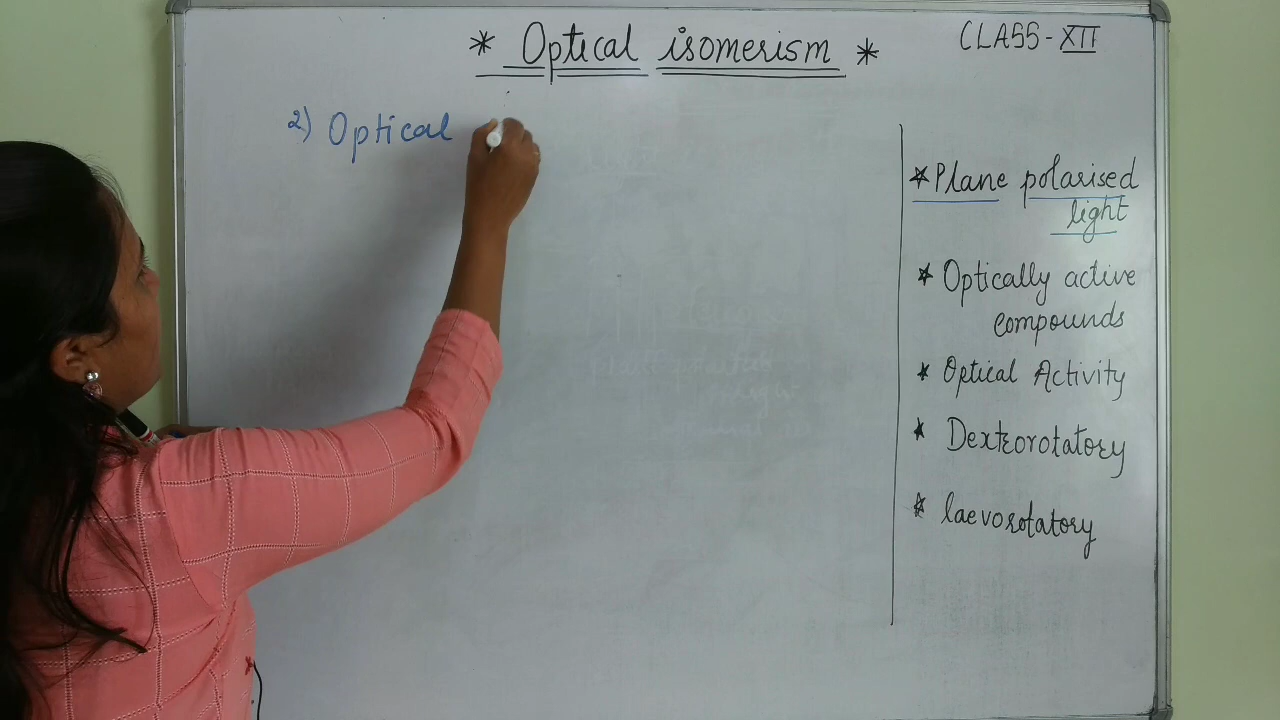 * Optical isomerism *
CLASS-XII
2) Optical
*Plane polarised
light
* Optically active
compounds
* Optical Activity
* Dextrorotatory
* laevorotatory